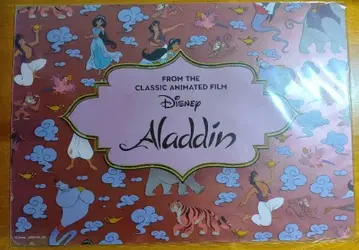 FROM THE
CLASSIC ANIMATED FILM
Disney
Aladdin